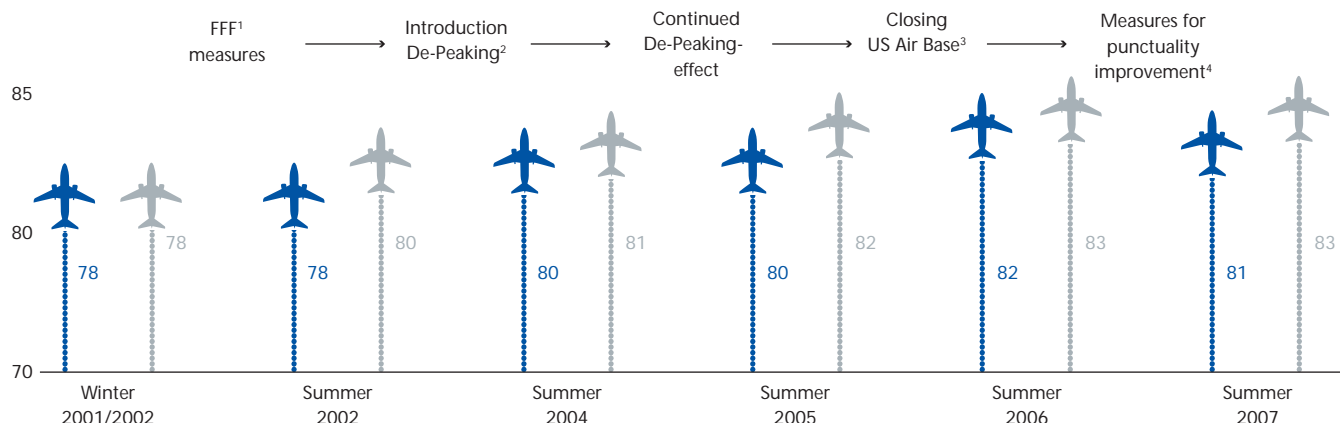 FFF¹
measures
Introduction
De-Peaking²
Continued
De-Peaking-
effect
Closing
US Air Base³
Measures for
punctuality
improvement⁴
85
80
70
78
78
78
80
80
81
80
82
82
83
81
83
Winter
2001/2002
Summer
2002
Summer
2004
Summer
2005
Summer
2006
Summer
2007